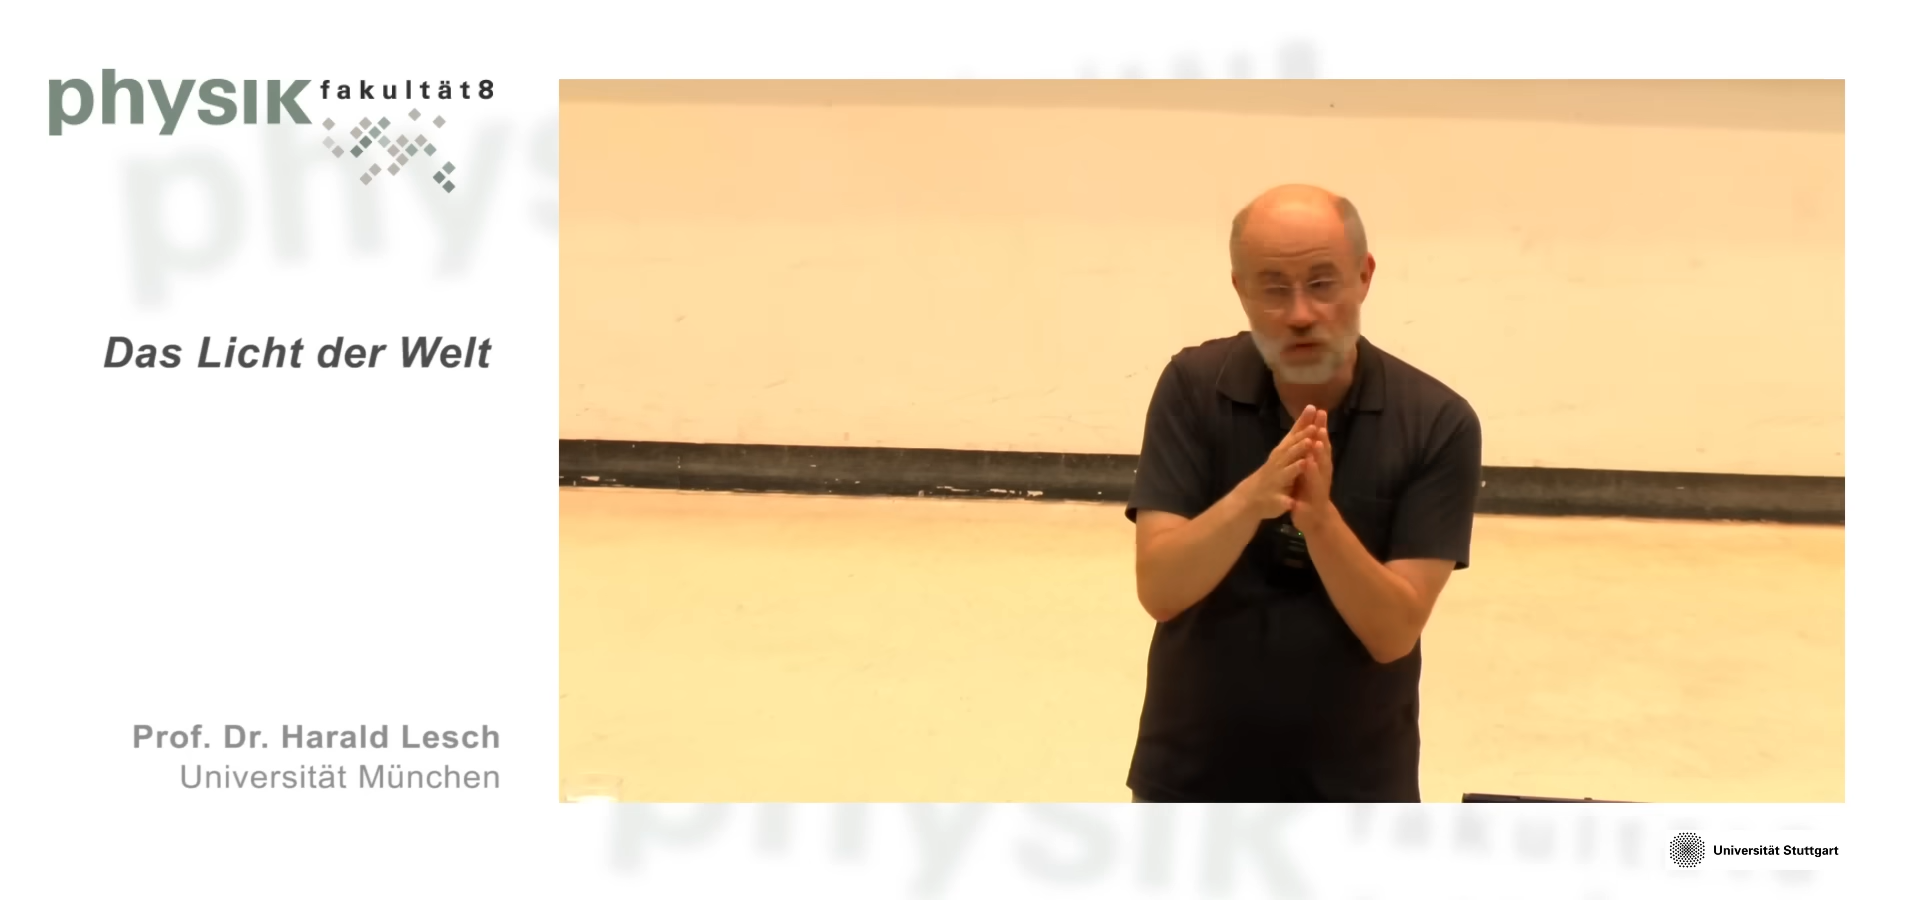 physik fakultät8
Das Licht der Welt
Prof. Dr. Harald Lesch
Universität München
Universität Stuttgart